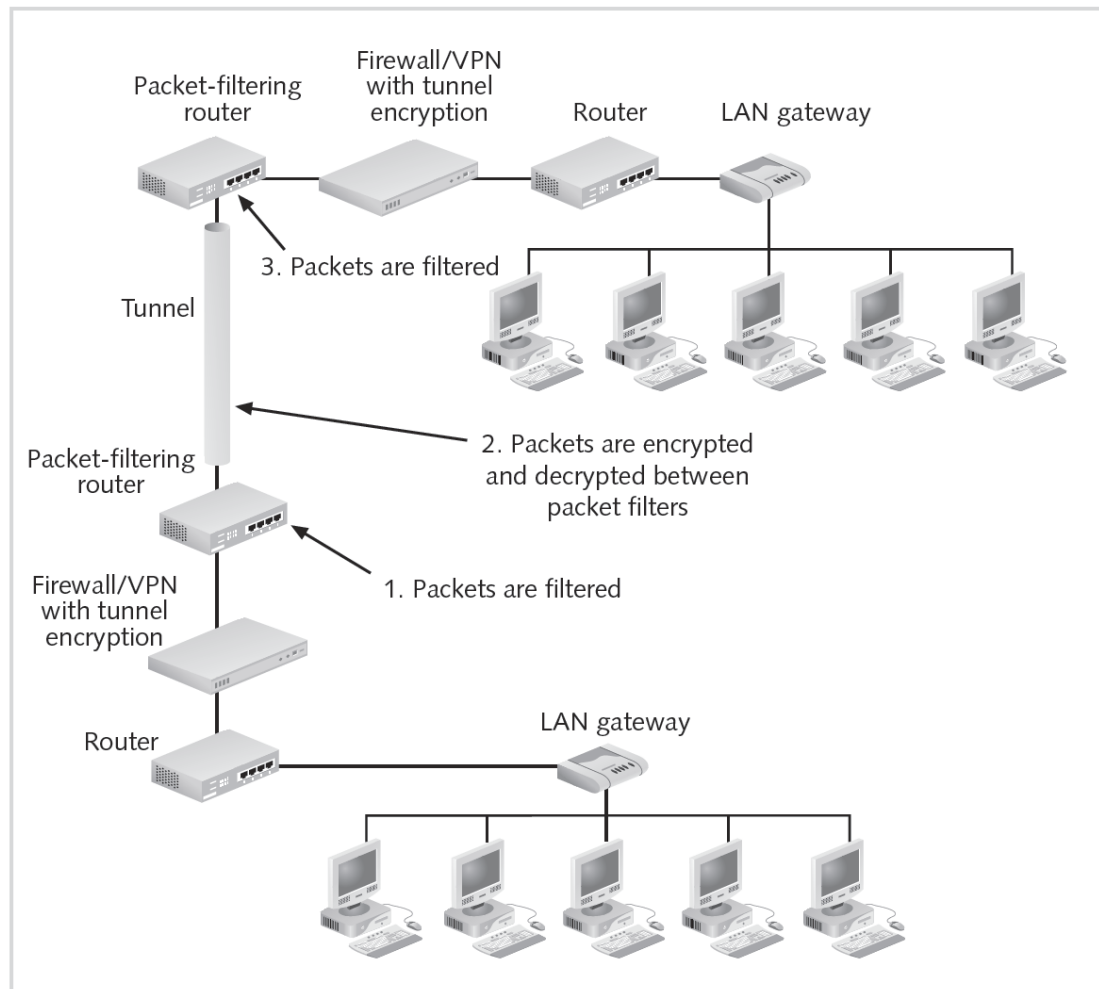 Packet-filtering
router
Firewall/VPN
with tunnel
encryption
Router
LAN gateway
3. Packets are filtered
Tunnel
2. Packets are encrypted
and decrypted between
packet filters
Packet-filtering
router
1. Packets are filtered
Firewall/VPN
with tunnel
encryption
Router
LAN gateway